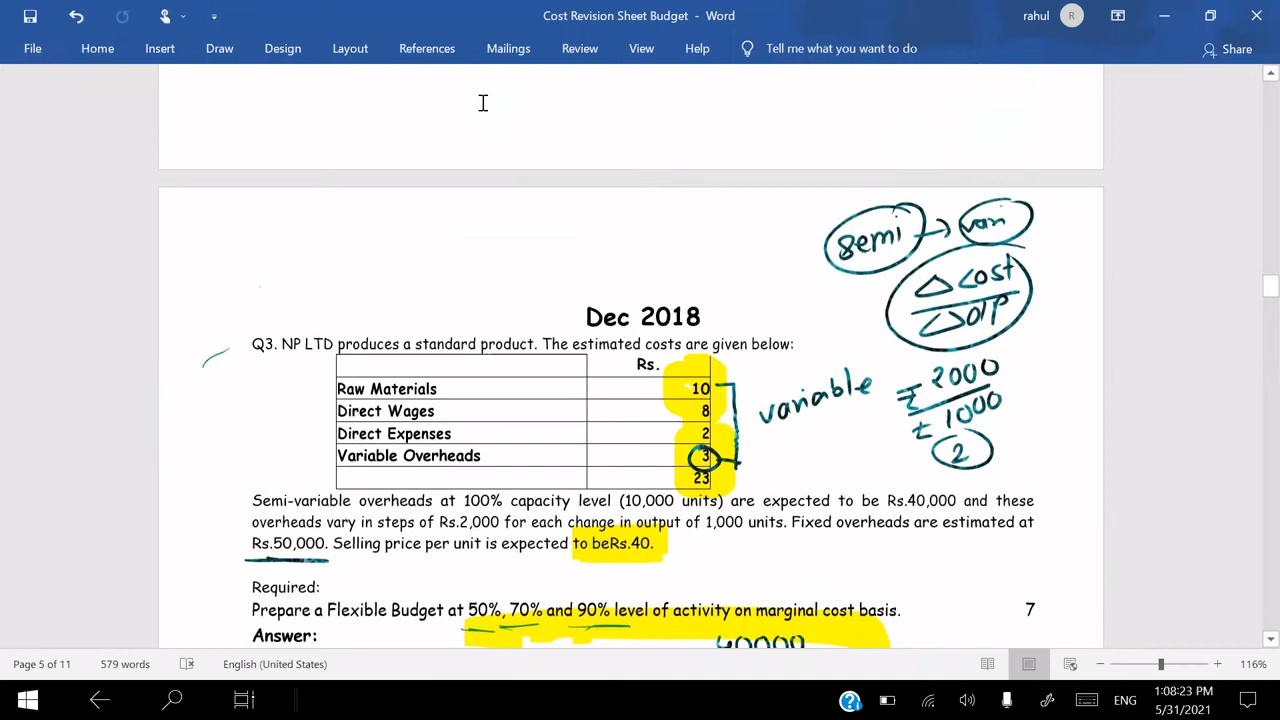 Cost Revision Sheet Budget - Word
rahul
R
File Home Insert Draw Design Layout References Mailings Review View Help Tell me what you want to do Share
semi → vari
Δ Cost
Δ O/P
Dec 2018
Q3. NP LTD produces a standard product. The estimated costs are given below:
Rs.
Raw Materials 10
Direct Wages 8
Direct Expenses 2
Variable Overheads 3
23
variable
₹ 2000
₹ 1000
2
Semi-variable overheads at 100% capacity level (10,000 units) are expected to be Rs.40,000 and these
overheads vary in steps of Rs.2,000 for each change in output of 1,000 units. Fixed overheads are estimated at
Rs.50,000. Selling price per unit is expected to beRs.40.
Required:
Prepare a Flexible Budget at 50%, 70% and 90% level of activity on marginal cost basis. 7
Answer:
40000
Page 5 of 11 579 words English (United States) 116%
ENG
1:08:23 PM
5/31/2021